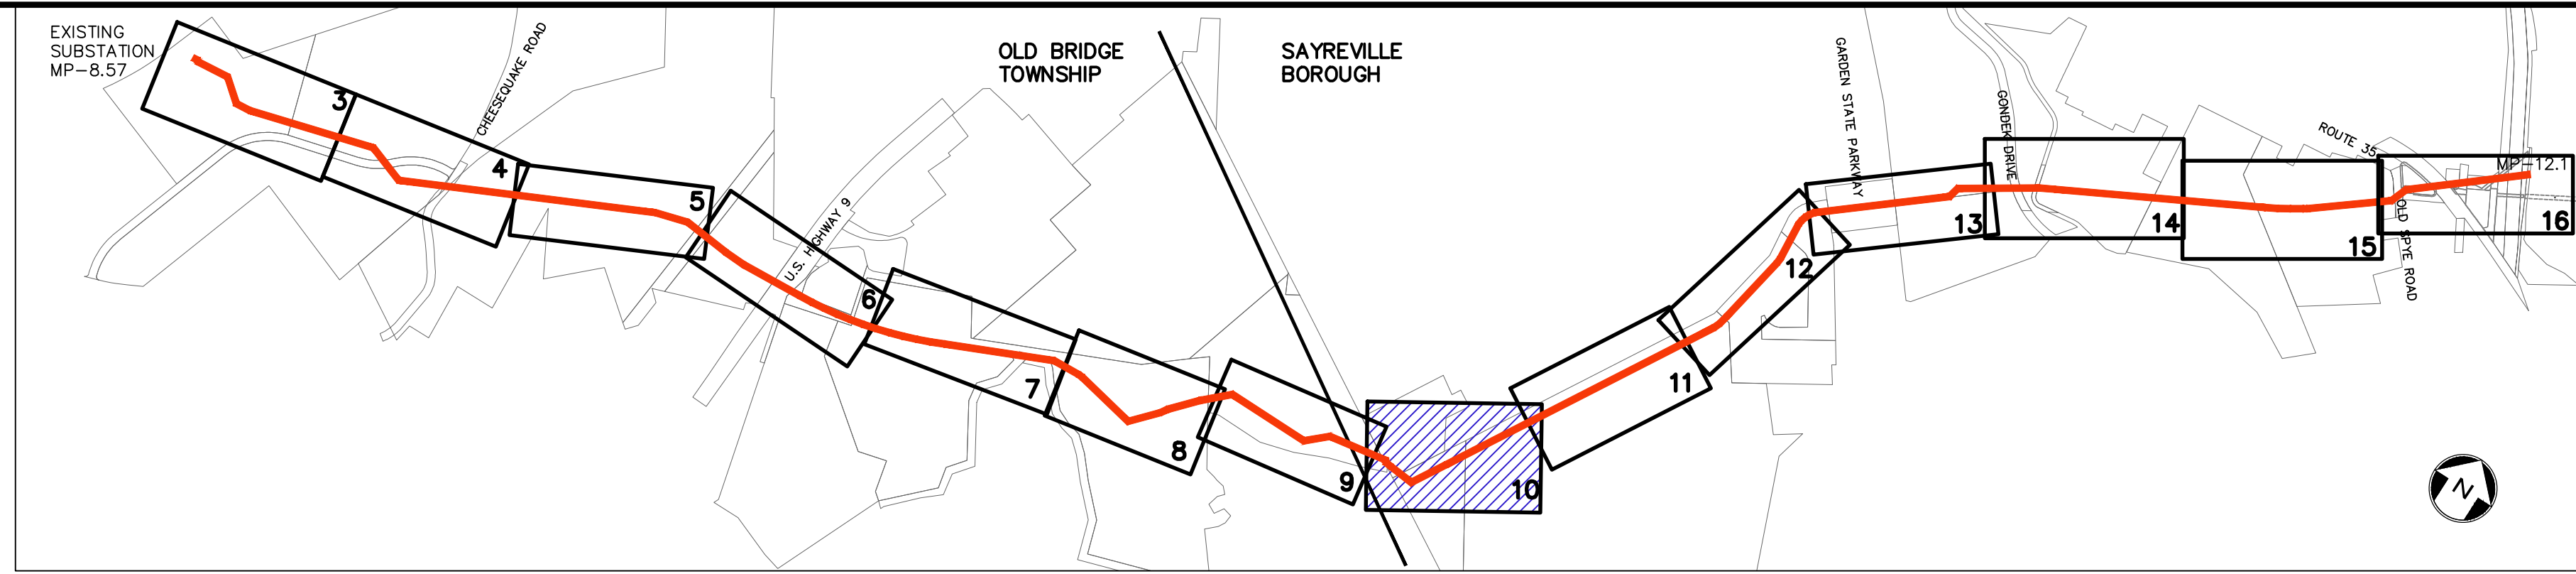 EXISTING
SUBSTATION
MP-8.57
CHEESEQUAKE ROAD
OLD BRIDGE
TOWNSHIP
SAYREVILLE
BOROUGH
U.S. HIGHWAY 9
GARDEN STATE PARKWAY
GONDEK DRIVE
ROUTE 35
MP-12.1
OLD SPYE ROAD
3
4
5
6
7
8
9
10
11
12
13
14
15
16
N